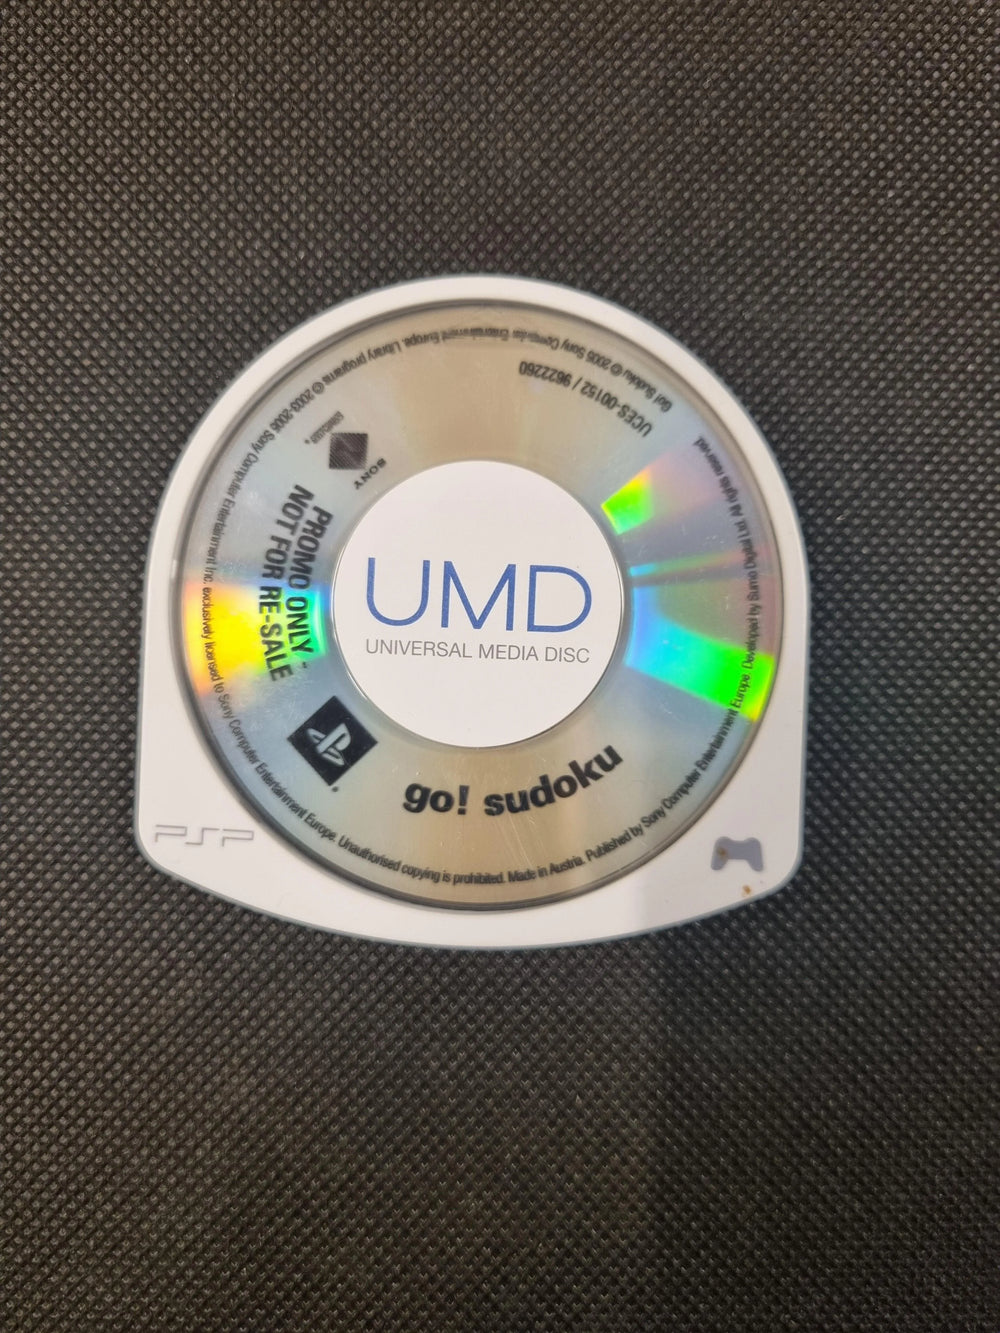 UMD
UNIVERSAL MEDIA DISC
go! sudoku
PROMO ONLY -
NOT FOR RE-SALE
SONY
UCES-00152 / 9622260
Library programs © 2003-2005 Sony Computer Entertainment Inc. exclusively licensed to Sony Computer Entertainment Europe. Unauthorised copying is prohibited. Made in Austria. Published by Sony Computer Entertainment Europe. Developed by Sumo Digital Ltd. All rights reserved.
Go! Sudoku © 2005 Sony Computer Entertainment Europe.
PSP